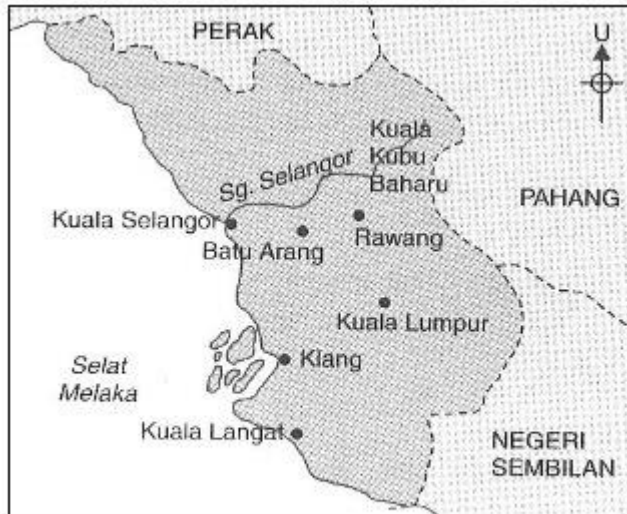 PERAK
U
Kuala
Kubu
Baharu
Sg. Selangor
PAHANG
Kuala Selangor
Batu Arang
Rawang
Kuala Lumpur
Selat
Melaka
Klang
Kuala Langat
NEGERI
SEMBILAN